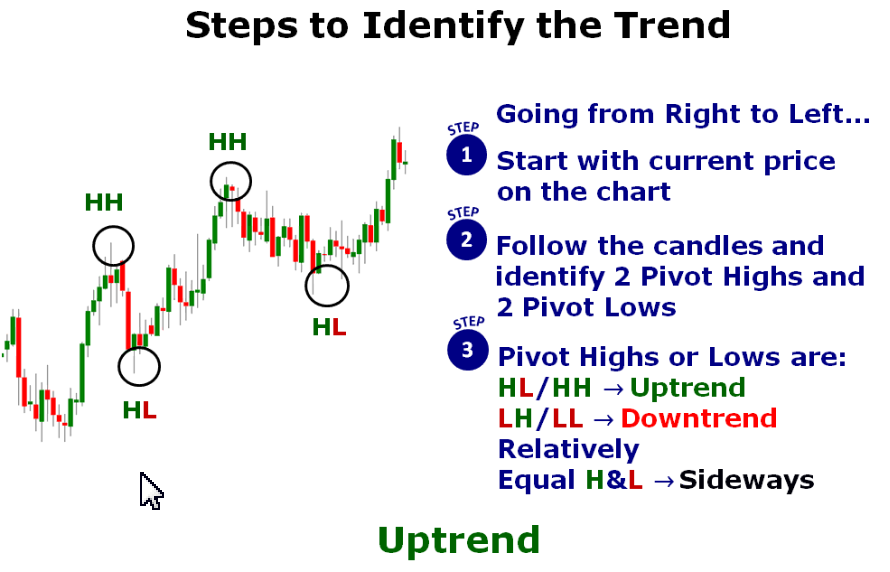 Steps to Identify the Trend
HH
HH
HL
HL
Going from Right to Left...
STEP
1
Start with current price
on the chart
STEP
2
Follow the candles and
identify 2 Pivot Highs and
2 Pivot Lows
STEP
3
Pivot Highs or Lows are:
HL/HH → Uptrend
LH/LL → Downtrend
Relatively
Equal H&L → Sideways
Uptrend